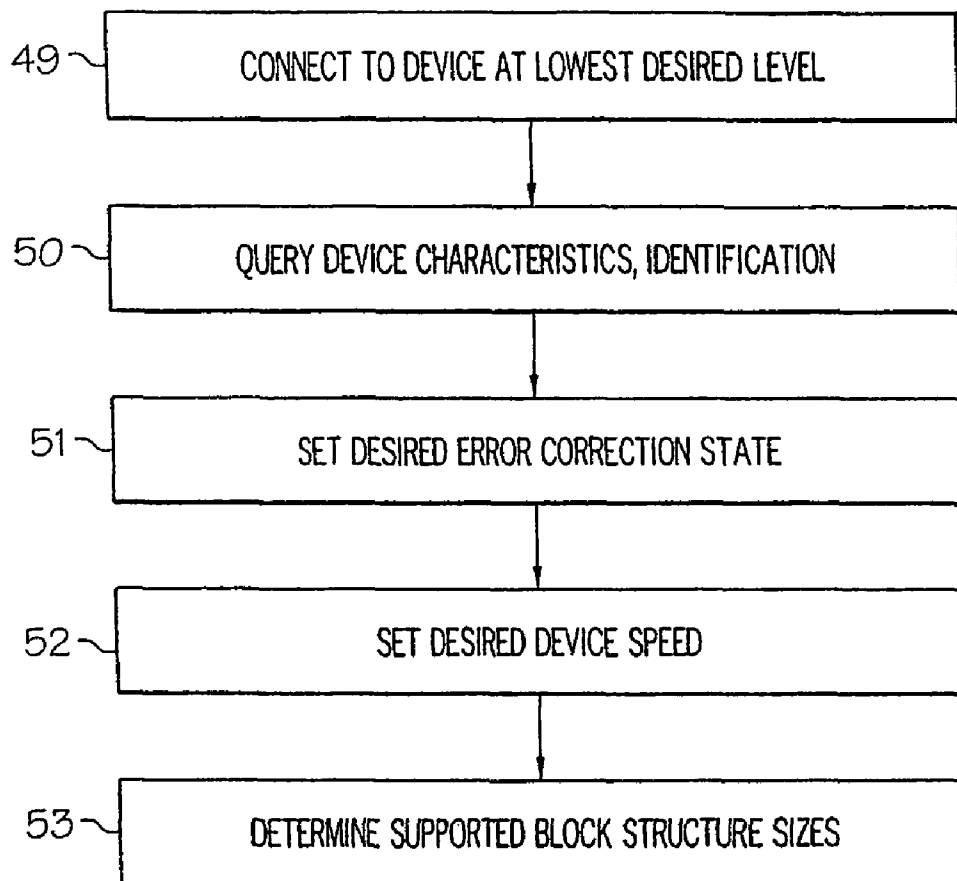 49 CONNECT TO DEVICE AT LOWEST DESIRED LEVEL
50 QUERY DEVICE CHARACTERISTICS, IDENTIFICATION
51 SET DESIRED ERROR CORRECTION STATE
52 SET DESIRED DEVICE SPEED
53 DETERMINE SUPPORTED BLOCK STRUCTURE SIZES